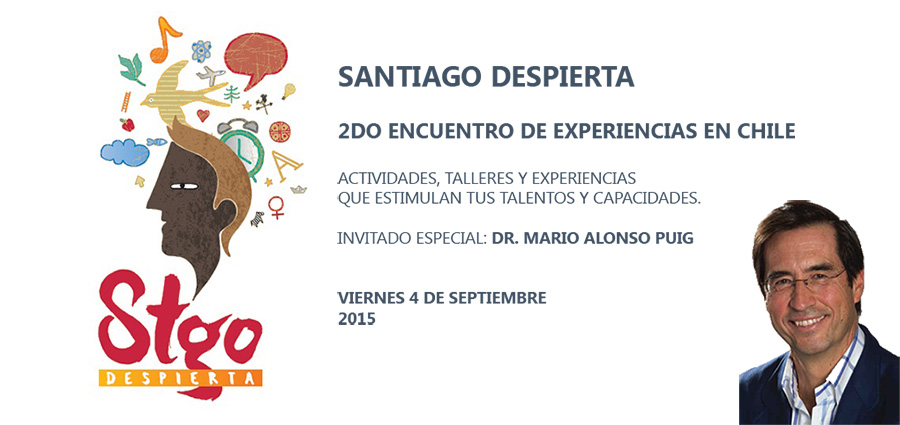 SANTIAGO DESPIERTA
2DO ENCUENTRO DE EXPERIENCIAS EN CHILE
ACTIVIDADES, TALLERES Y EXPERIENCIAS
QUE ESTIMULAN TUS TALENTOS Y CAPACIDADES.
INVITADO ESPECIAL: DR. MARIO ALONSO PUIG
VIERNES 4 DE SEPTIEMBRE
2015
A
Stgo
DESPIERTA